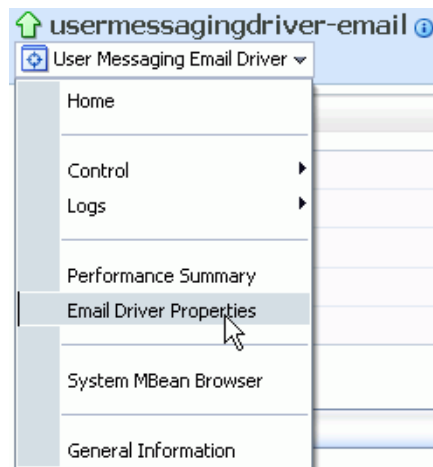 usermessagingdriver-email
User Messaging Email Driver
Home
Control
Logs
Performance Summary
Email Driver Properties
System MBean Browser
General Information